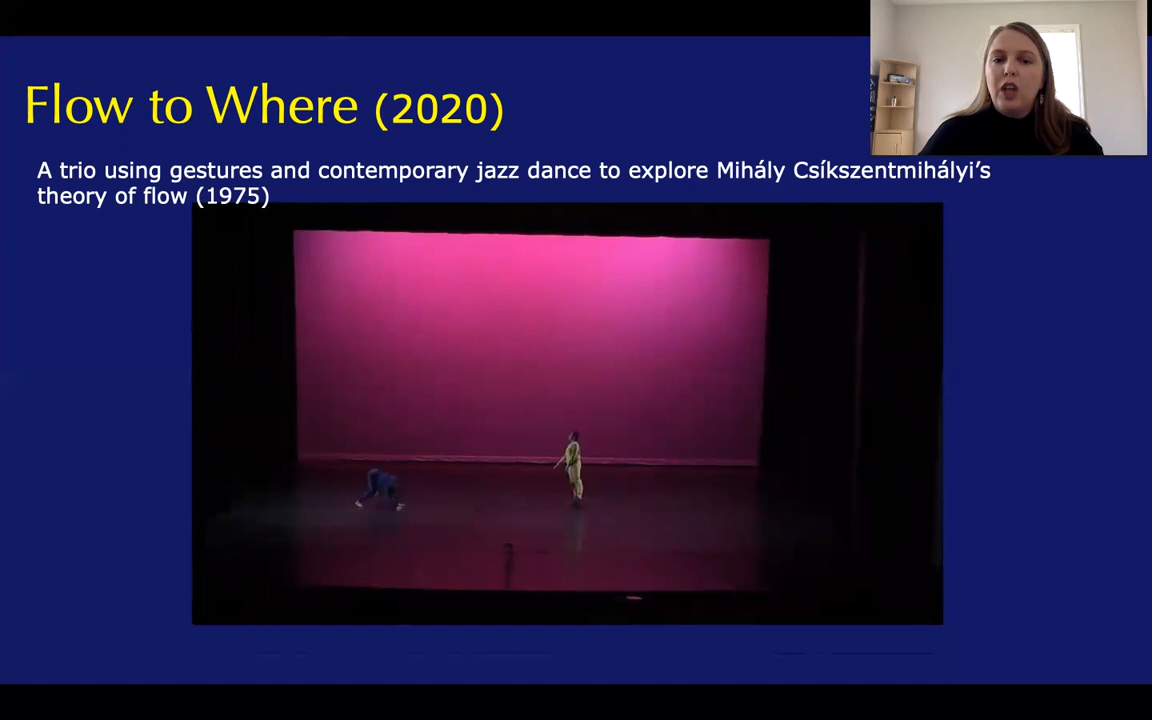 Flow to Where (2020)
A trio using gestures and contemporary jazz dance to explore Mihály Csíkszentmihályi’s
theory of flow (1975)